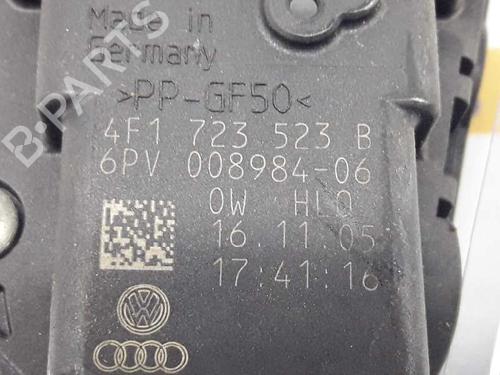 Made in
Germany
>PP-GF50<
4F1 723 523 B
6PV 008984-06
0W HLO
16.11.05
17:41:16
B-PARTS